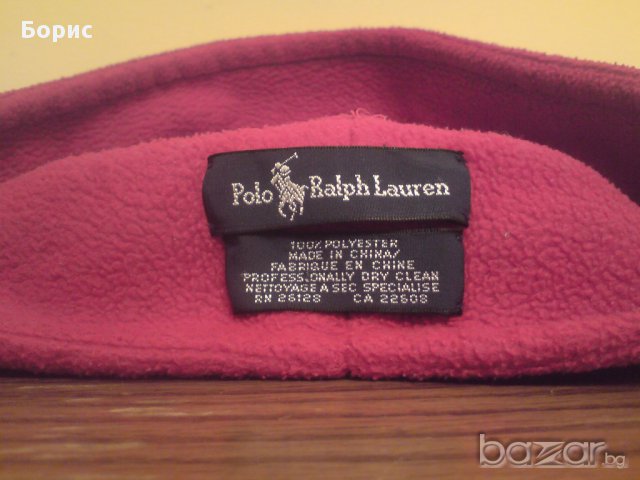 Борис
Polo Ralph Lauren
100% POLYESTER
MADE IN CHINA/
FABRIQUE EN CHINE
PROFESSIONALLY DRY CLEAN
NETTOYAGE A SEC SPECIALISE
RN 26128 CA 22608
bazar.bg